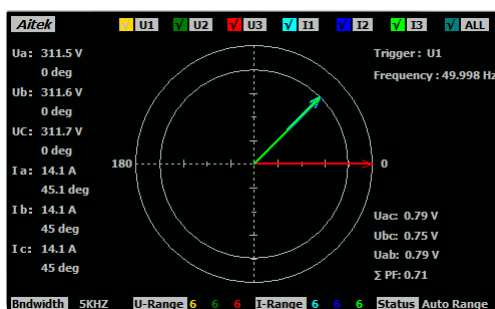 Aitek √ U1 √ U2 √ U3 √ I1 √ I2 √ I3 √ ALL
Ua: 311.5 V
0 deg
Ub: 311.6 V
0 deg
UC: 311.7 V
0 deg
Ia: 14.1 A
45.1 deg
Ib: 14.1 A
45 deg
Ic: 14.1 A
45 deg
180
0
Trigger: U1
Frequency: 49.998 Hz
Uac: 0.79 V
Ubc: 0.75 V
Uab: 0.79 V
∑ PF: 0.71
Bndwidth 5KHZ U-Range 6 6 6 I-Range 6 6 6 Status Auto Range